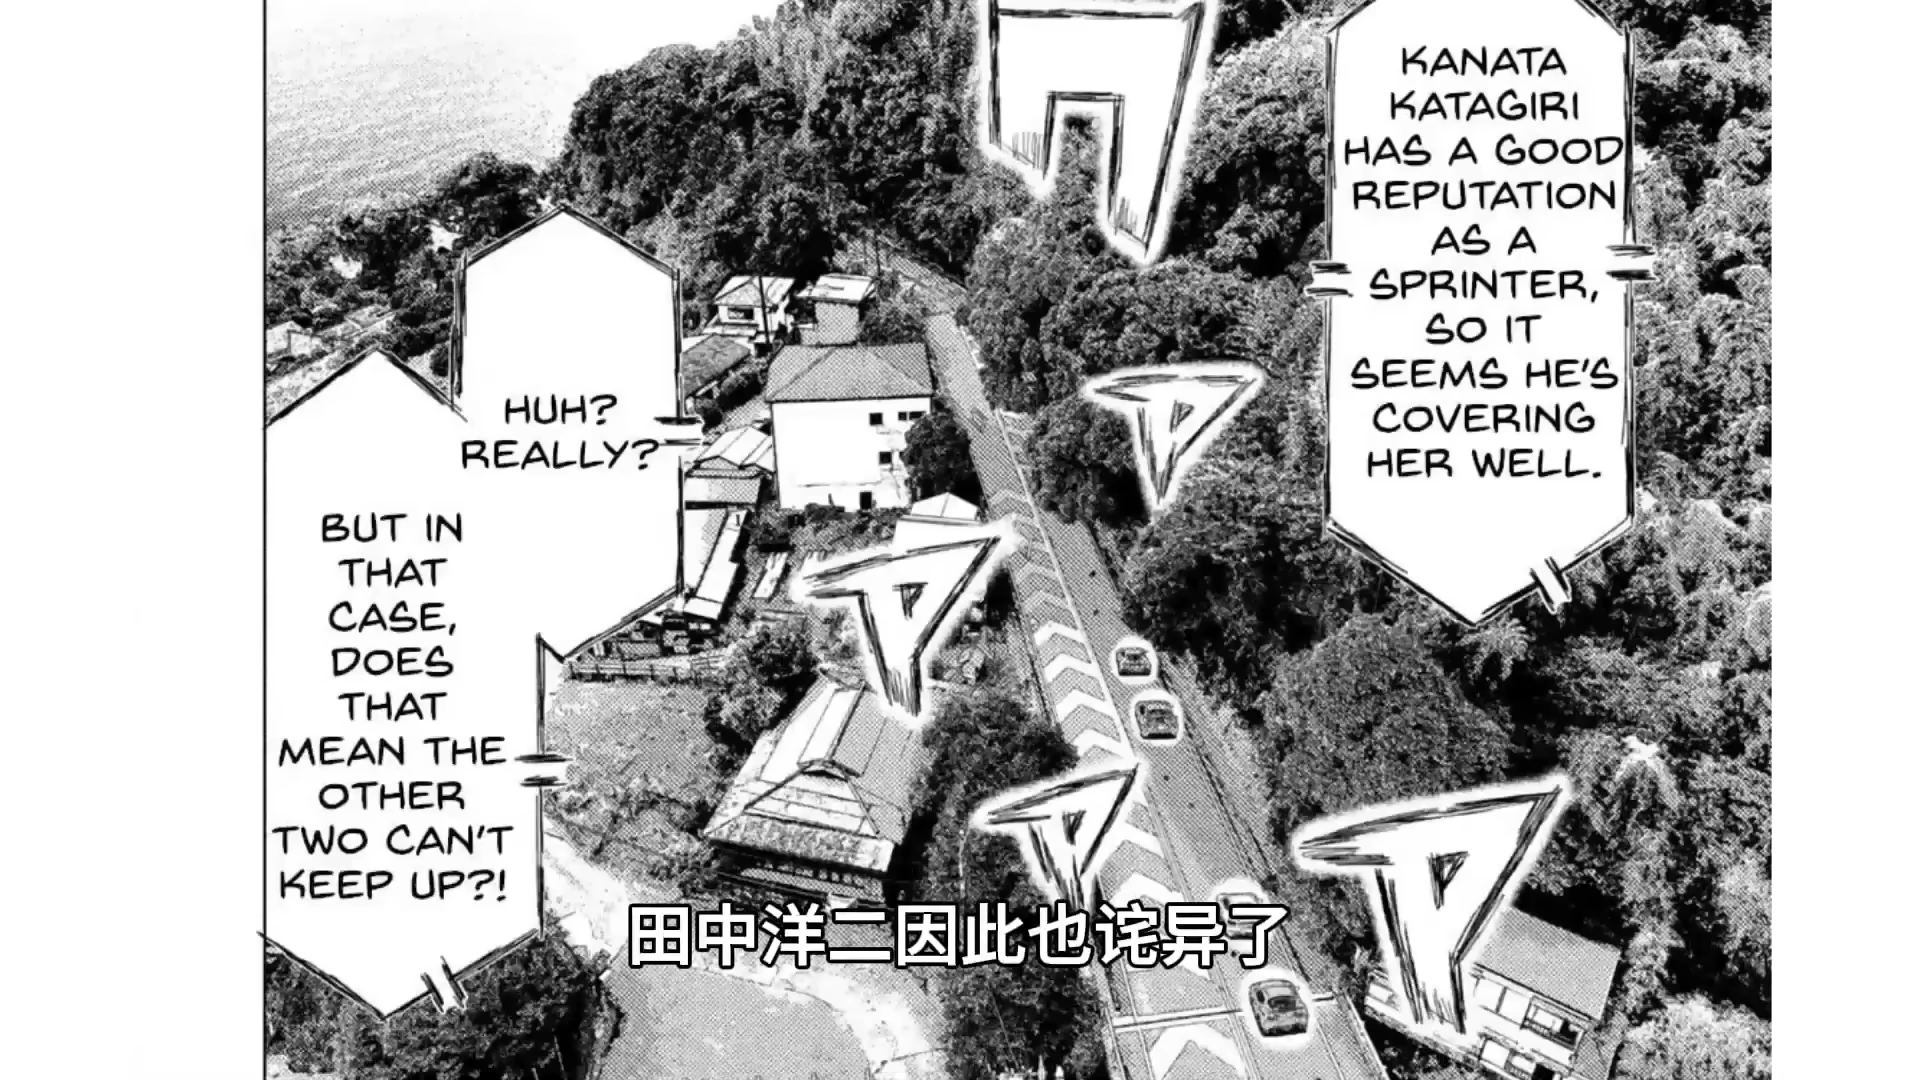 KANATA
KATAGIRI
HAS A GOOD
REPUTATION
AS A
SPRINTER,
SO IT
SEEMS HE'S
COVERING
HER WELL.
HUH?
REALLY?
BUT IN
THAT
CASE,
DOES
THAT
MEAN THE
OTHER
TWO CAN'T
KEEP UP?!
田中洋二因此也诧异了